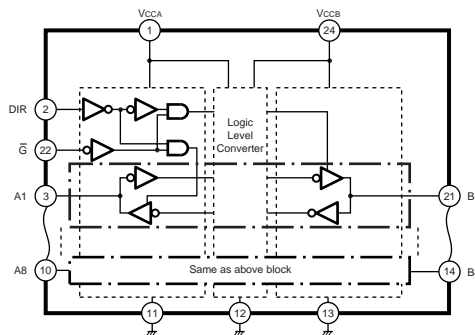 VCCA
VCCB
1
24
DIR
2
G̅
22
Logic
Level
Converter
A1
3
21
B
A8
10
Same as above block
14
B
11
12
13